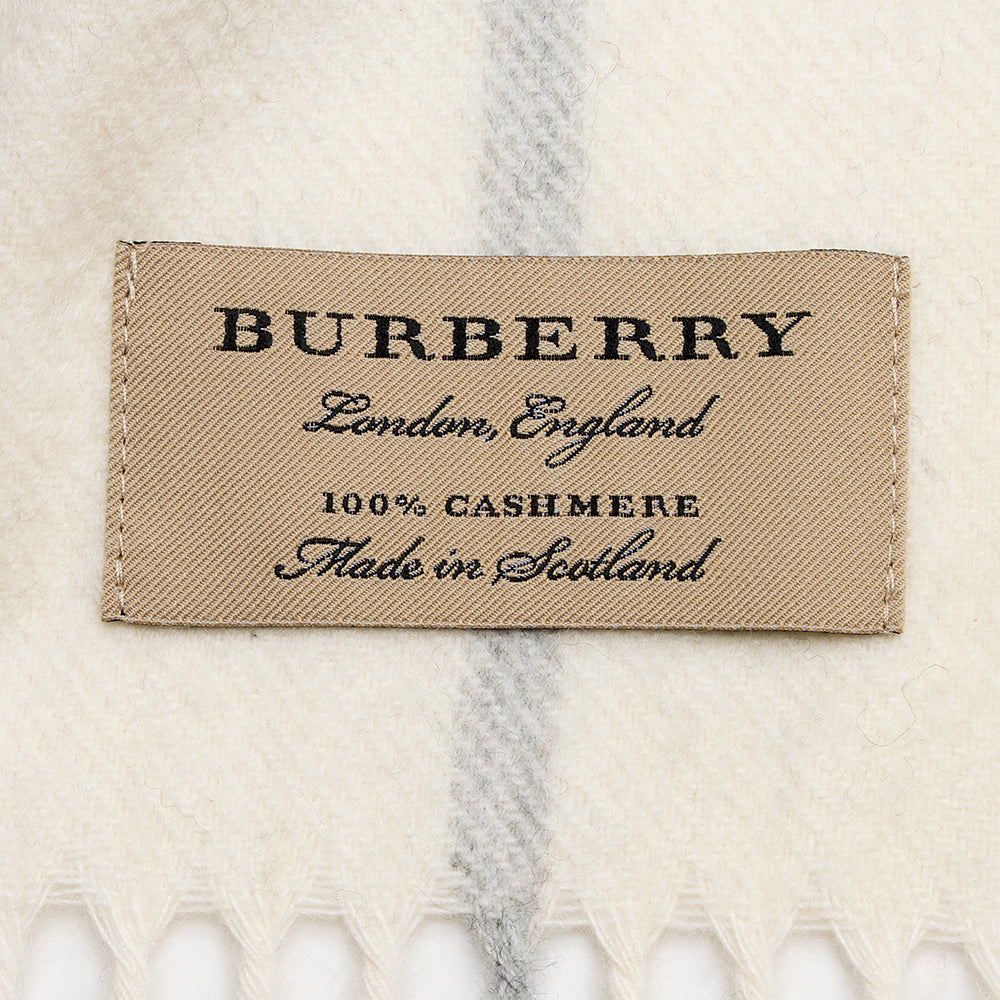 BURBERRY
London, England
100% CASHMERE
Made in Scotland